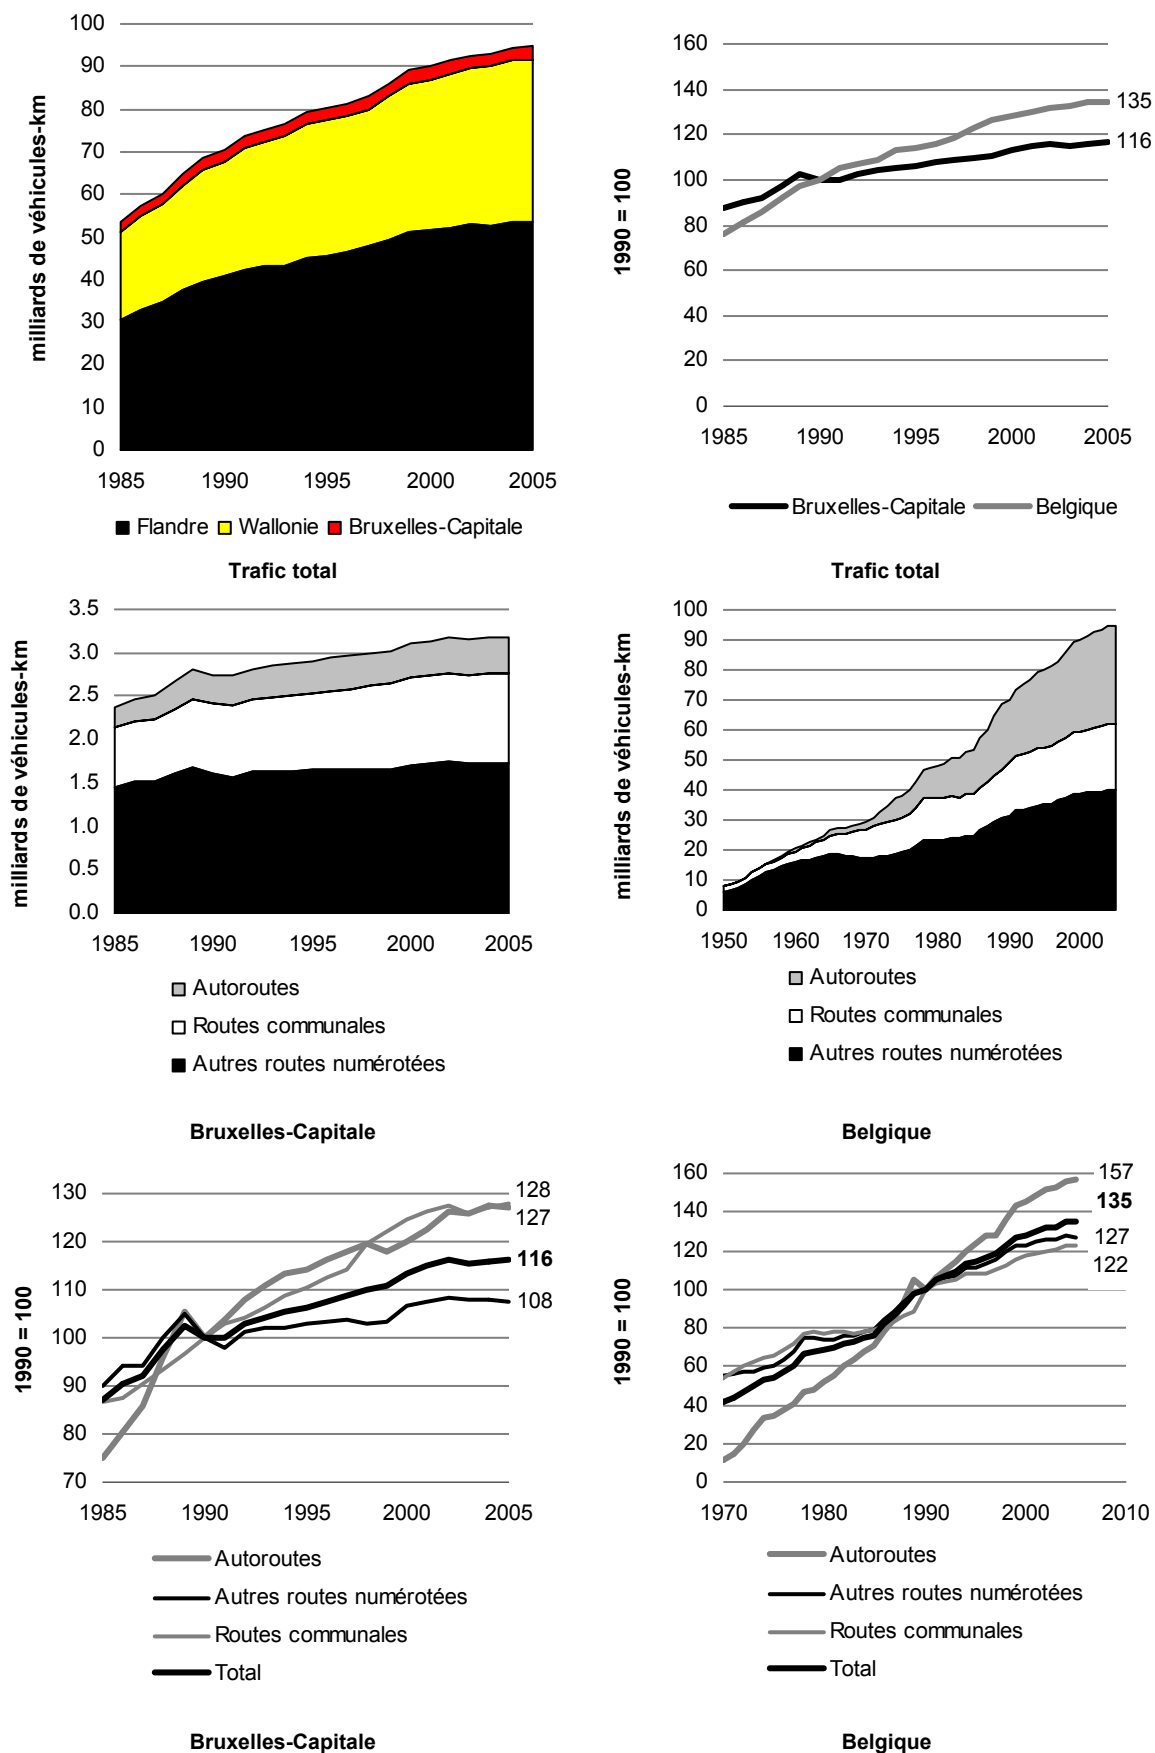 100
90
80
70
60
50
40
30
20
10
0
milliards de véhicules-km
1985 1990 1995 2000 2005
Flandre Wallonie Bruxelles-Capitale
Trafic total
160
140
120
100
80
60
40
20
0
1990 = 100
135
116
1985 1990 1995 2000 2005
Bruxelles-Capitale Belgique
Trafic total
3.5
3.0
2.5
2.0
1.5
1.0
0.5
0.0
milliards de véhicules-km
1985 1990 1995 2000 2005
Autoroutes
Routes communales
Autres routes numérotées
Bruxelles-Capitale
100
90
80
70
60
50
40
30
20
10
0
milliards de véhicules-km
1950 1960 1970 1980 1990 2000
Autoroutes
Routes communales
Autres routes numérotées
Belgique
130
120
110
100
90
80
70
1990 = 100
128
127
116
108
1985 1990 1995 2000 2005
Autoroutes
Autres routes numérotées
Routes communales
Total
Bruxelles-Capitale
160
140
120
100
80
60
40
20
0
1990 = 100
157
135
127
122
1970 1980 1990 2000 2010
Autoroutes
Autres routes numérotées
Routes communales
Total
Belgique